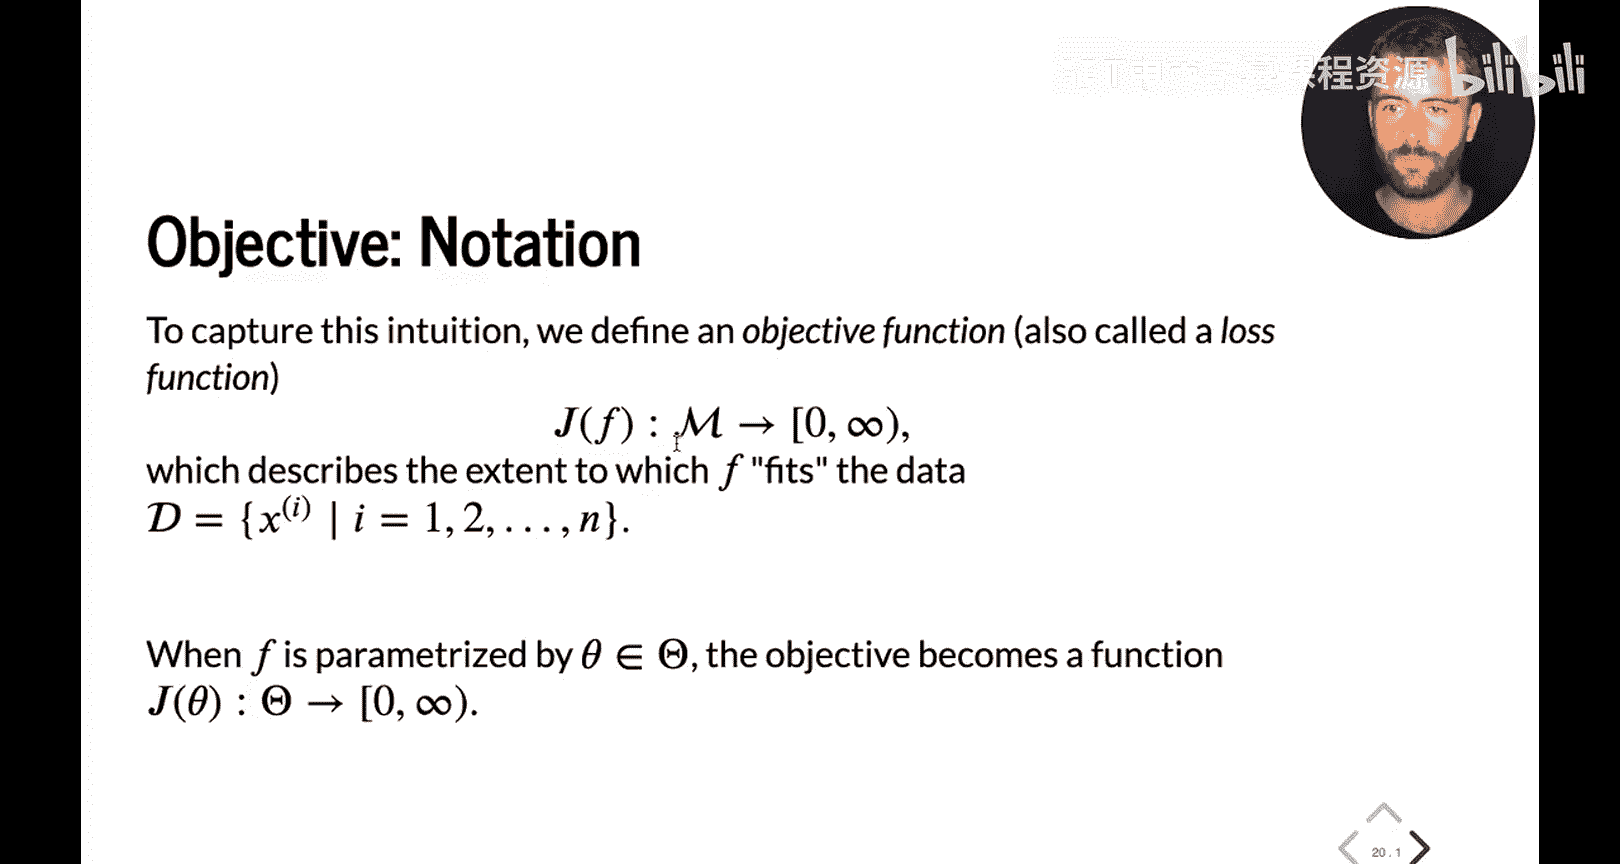 程资源 bilibili
Objective: Notation
To capture this intuition, we define an objective function (also called a loss
function)
J(f) : ℳ → [0, ∞),
which describes the extent to which f "fits" the data
𝒟 = {x⁽ⁱ⁾ | i = 1, 2, . . . , n}.
When f is parametrized by θ ∈ Θ, the objective becomes a function
J(θ) : Θ → [0, ∞).
20 . 1